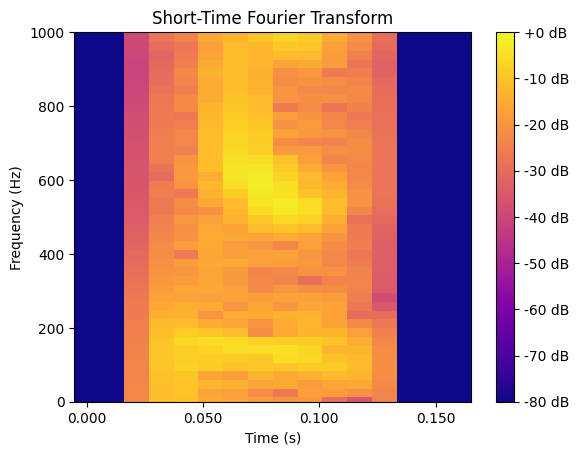 Short-Time Fourier Transform
Frequency (Hz)
1000
800
600
400
200
0
0.000
0.050
0.100
0.150
Time (s)
+0 dB
-10 dB
-20 dB
-30 dB
-40 dB
-50 dB
-60 dB
-70 dB
-80 dB